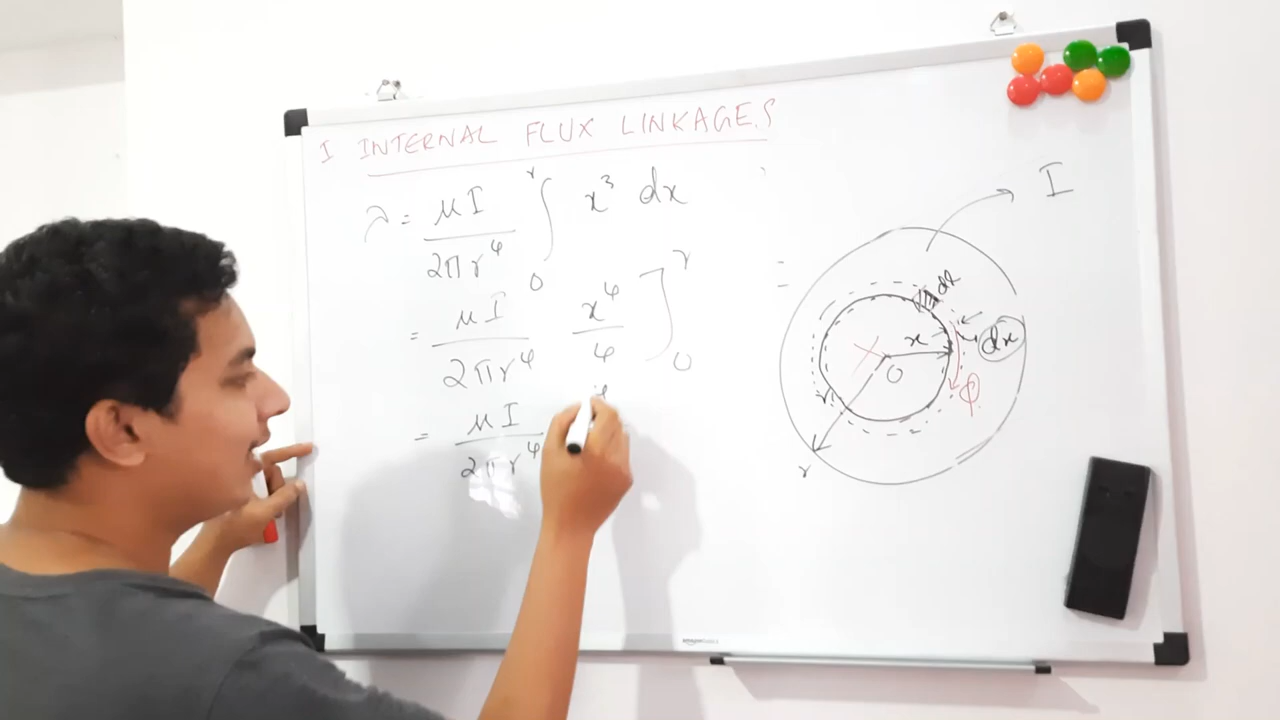 I INTERNAL FLUX LINKAGES
λ = μI / 2πr⁴ ∫₀ʳ x³ dx
= μI / 2πr⁴ x⁴ / 4 ]₀ʳ
= μI / 2πr⁴
=
I
dx
x
dx
O
φ
r